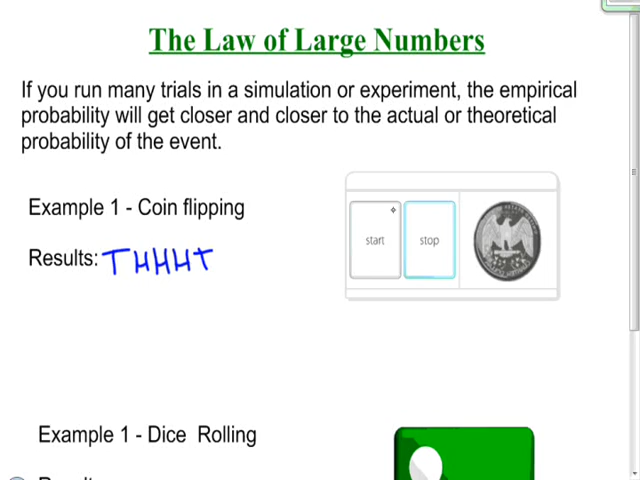 The Law of Large Numbers
If you run many trials in a simulation or experiment, the empirical
probability will get closer and closer to the actual or theoretical
probability of the event.
Example 1 - Coin flipping
start stop
Results: T H H H T
Example 1 - Dice Rolling